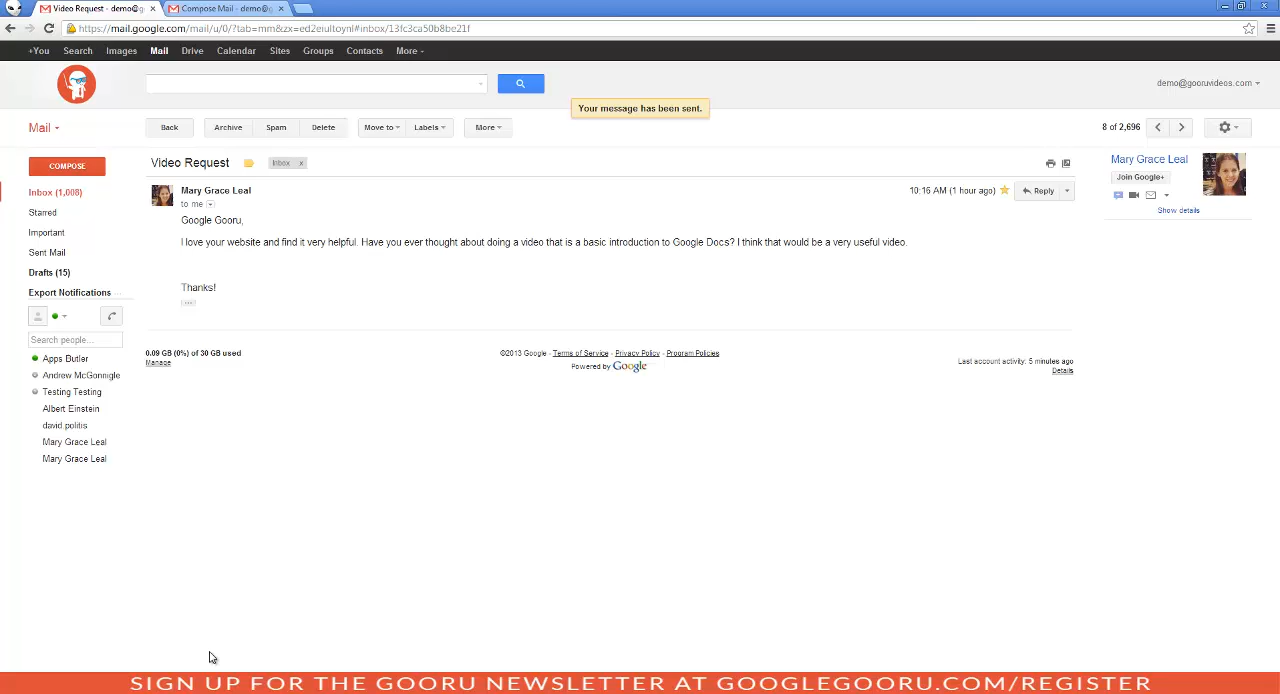 Video Request - demo@g
Compose Mail - demo@g
https://mail.google.com/mail/u/0/?tab=mm&zx=ed2eiultoynl#inbox/13fc3ca50b8be21f
+You Search Images Mail Drive Calendar Sites Groups Contacts More
demo@gooruvideos.com
Your message has been sent.
Mail
Back Archive Spam Delete Move to Labels More
8 of 2,696
COMPOSE
Inbox (1,008)
Starred
Important
Sent Mail
Drafts (15)
Export Notifications
Search people...
Apps Butler
Andrew McGonnigle
Testing Testing
Albert Einstein
david.politis
Mary Grace Leal
Mary Grace Leal
Video Request
Inbox x
Mary Grace Leal
10:16 AM (1 hour ago)
Reply
to me
Google Gooru,
I love your website and find it very helpful. Have you ever thought about doing a video that is a basic introduction to Google Docs? I think that would be a very useful video.
Thanks!
...
0.09 GB (0%) of 30 GB used
Manage
©2013 Google - Terms of Service - Privacy Policy - Program Policies
Powered by Google
Last account activity: 5 minutes ago
Details
Mary Grace Leal
Join Google+
Show details
SIGN UP FOR THE GOORU NEWSLETTER AT GOOGLEGOORU.COM/REGISTER